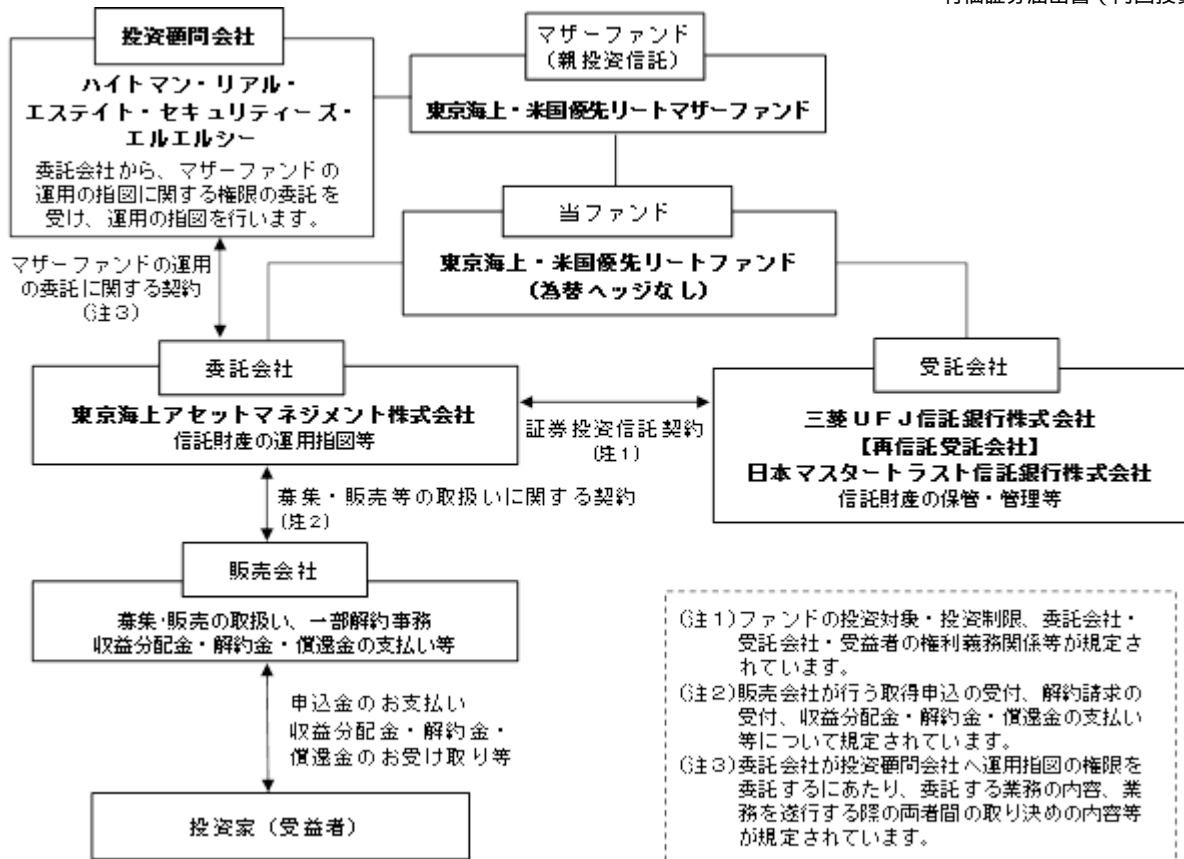 投資顧問会社
ハイトマン・リアル・
エステイト・セキュリティーズ・
エルエルシー
委託会社から、マザーファンドの
運用の指図に関する権限の委託を
受け、運用の指図を行います。
マザーファンド
(親投資信託)
東京海上・米国優先リートマザーファンド
当ファンド
東京海上・米国優先リートファンド
(為替ヘッジなし)
マザーファンドの運用
の委託に関する契約
(注3)
委託会社
東京海上アセットマネジメント株式会社
信託財産の運用指図等
証券投資信託契約
(注1)
受託会社
三菱UFJ信託銀行株式会社
【再信託受託会社】
日本マスタートラスト信託銀行株式会社
信託財産の保管・管理等
募集・販売等の取扱いに関する契約
(注2)
販売会社
募集・販売の取扱い、一部解約事務
収益分配金・解約金・償還金の支払い等
申込金のお支払い
収益分配金・解約金・
償還金のお受け取り等
投資家(受益者)
(注1)ファンドの投資対象・投資制限、委託会社・
受託会社・受益者の権利義務関係等が規定さ
れています。
(注2)販売会社が行う取得申込の受付、解約請求の
受付、収益分配金・解約金・償還金の支払い
等について規定されています。
(注3)委託会社が投資顧問会社へ運用指図の権限を
委託するにあたり、委託する業務の内容、業
務を遂行する際の両者間の取り決めの内容等
が規定されています。